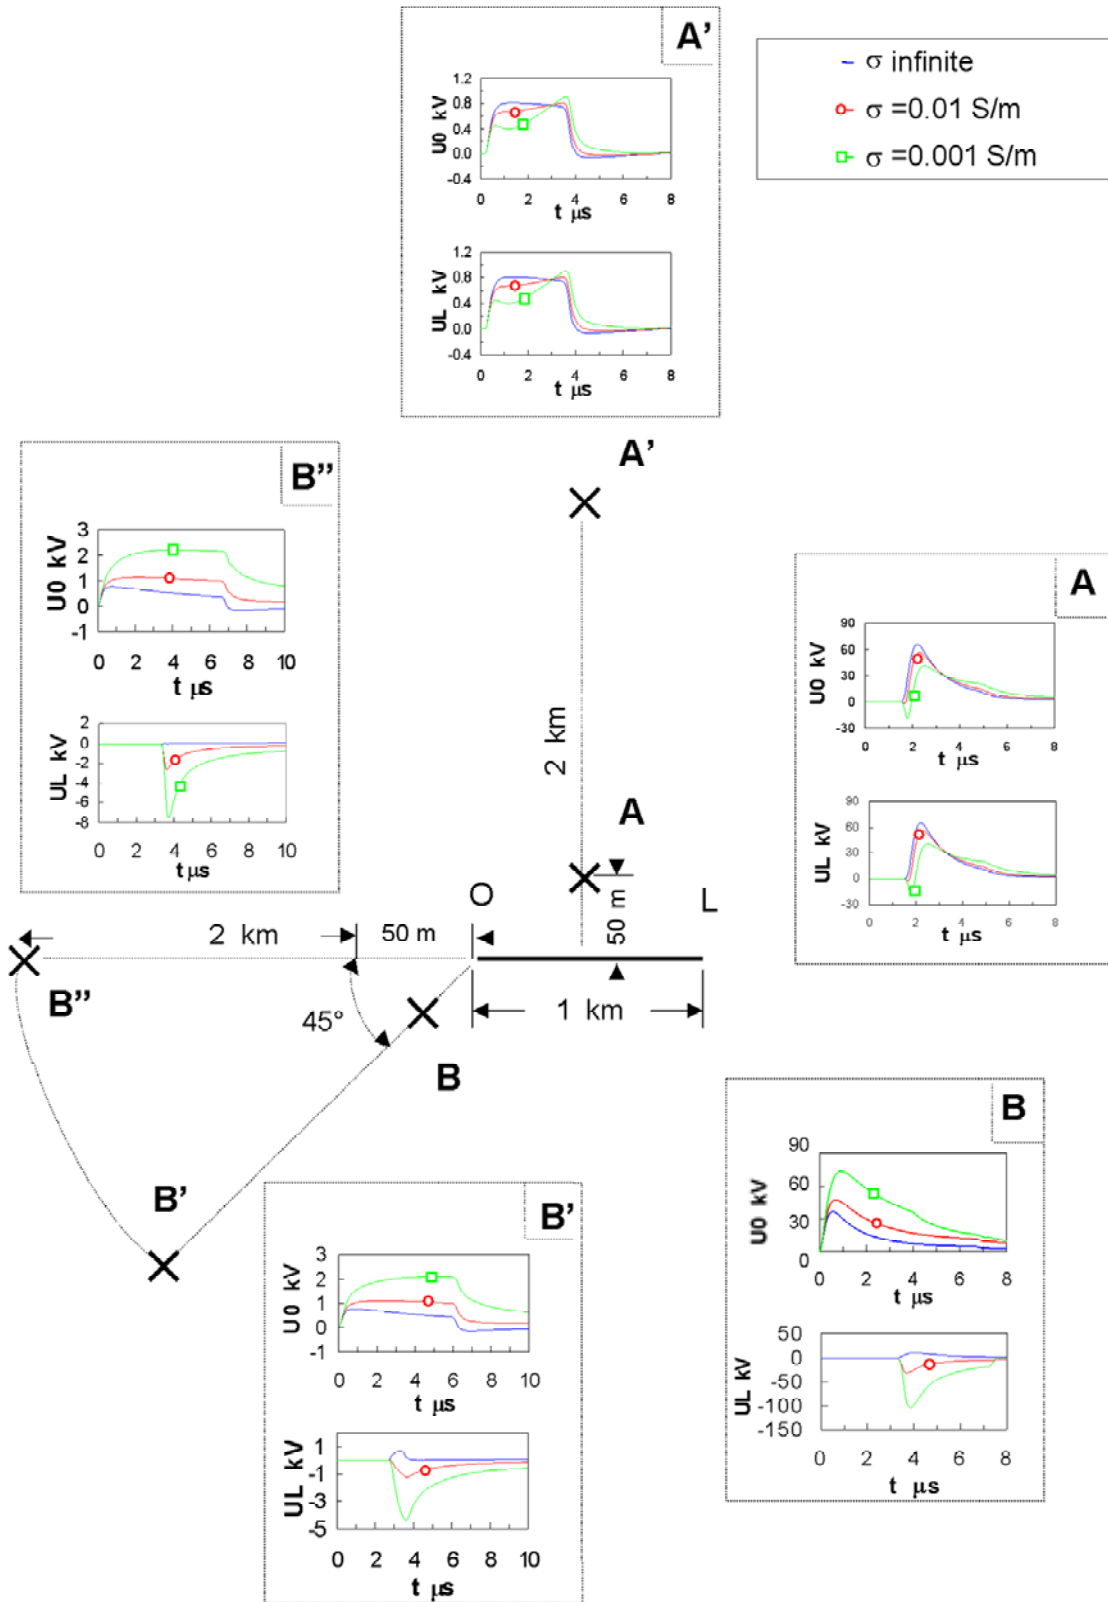 A’
1.2
0.8
0.4
0.0
-0.4
U0 kV
0 2 4 6 8
t μs
1.2
0.8
0.4
0.0
-0.4
UL kV
0 2 4 6 8
t μs
σ infinite
σ =0.01 S/m
σ =0.001 S/m
A’
B”
3
2
1
0
-1
U0 kV
0 2 4 6 8 10
t μs
2
0
-2
-4
-6
-8
UL kV
0 2 4 6 8 10
t μs
2 km
A
90
60
30
0
-30
U0 kV
0 2 4 6 8
t μs
90
60
30
0
-30
UL kV
0 2 4 6 8
t μs
A
O
L
50 m
2 km
50 m
1 km
B”
45°
B
B’
B
90
60
30
0
U0 kV
0 2 4 6 8
t μs
50
0
-50
-100
-150
UL kV
0 2 4 6 8
t μs
B’
3
2
1
0
-1
U0 kV
0 2 4 6 8 10
t μs
1
-1
-3
-5
UL kV
0 2 4 6 8 10
t μs